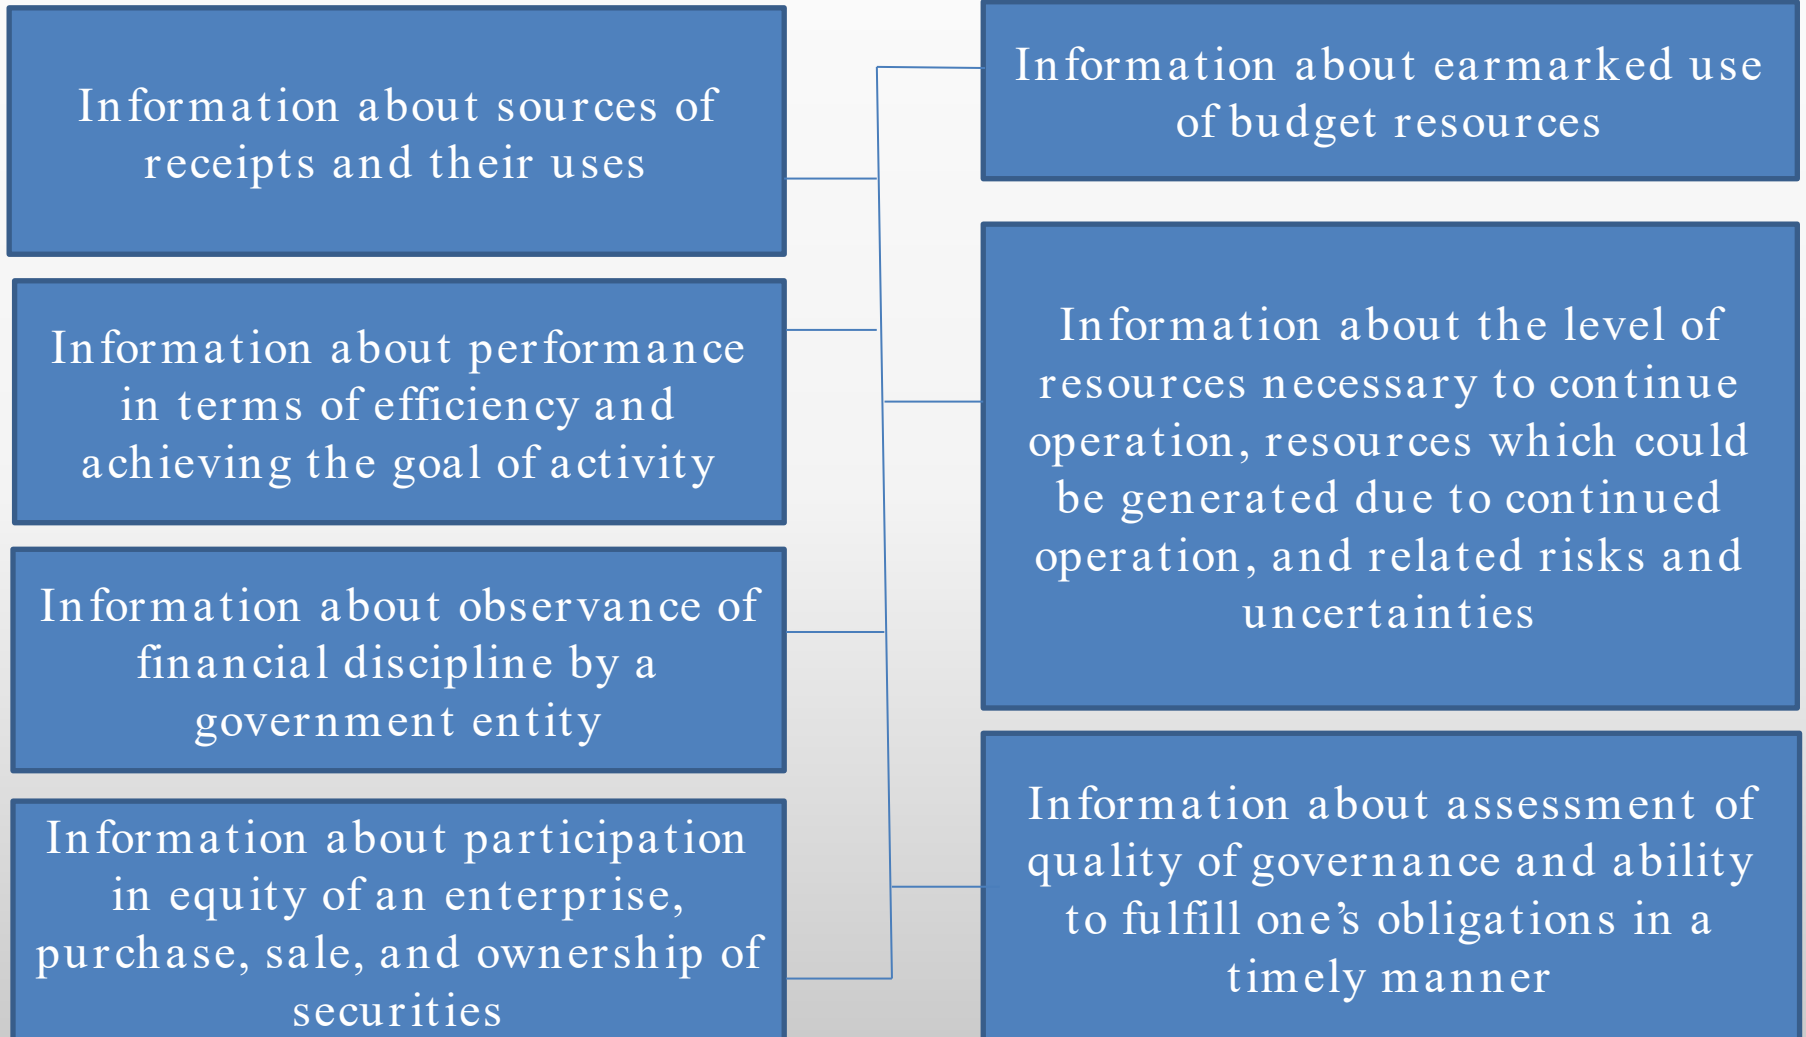 Information about sources of
receipts and their uses
Information about performance
in terms of efficiency and
achieving the goal of activity
Information about observance of
financial discipline by a
government entity
Information about participation
in equity of an enterprise,
purchase, sale, and ownership of
securities
Information about earmarked use
of budget resources
Information about the level of
resources necessary to continue
operation, resources which could
be generated due to continued
operation, and related risks and
uncertainties
Information about assessment of
quality of governance and ability
to fulfill one’s obligations in a
timely manner